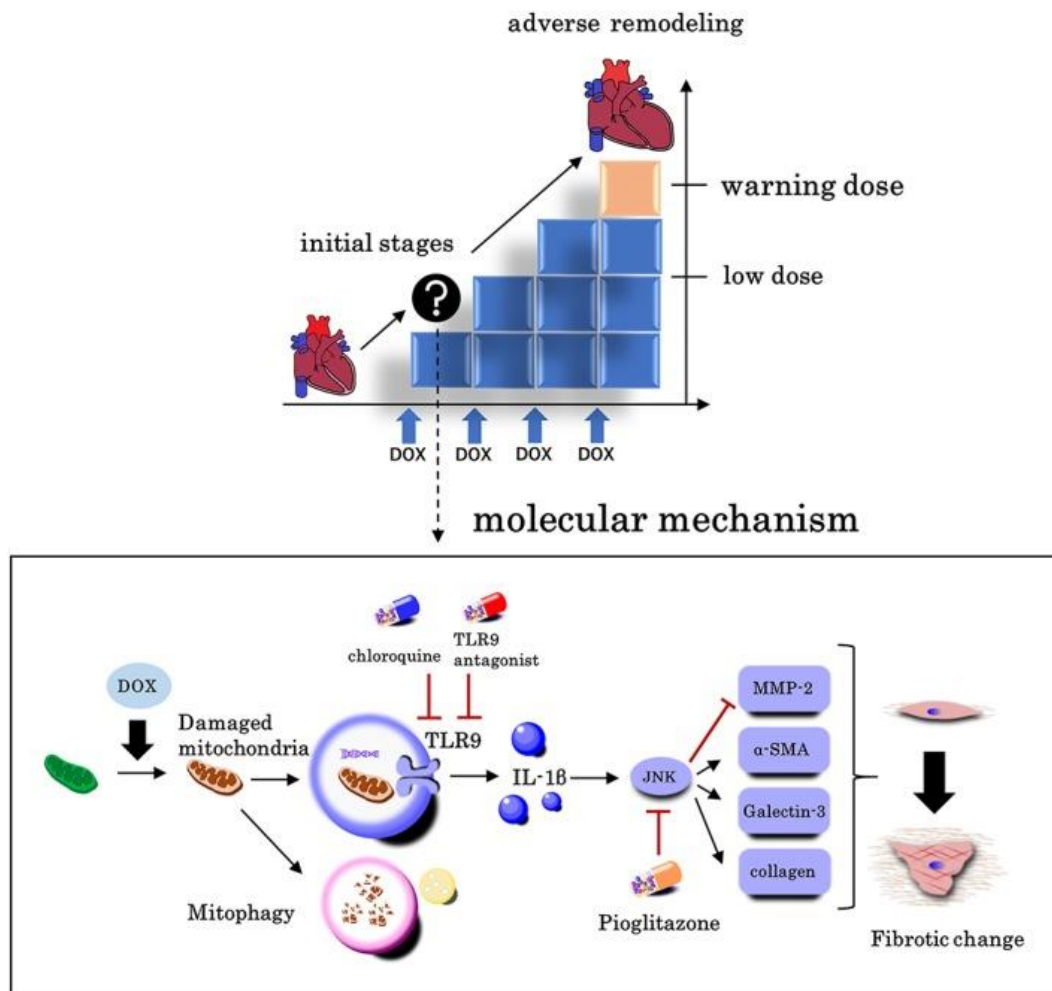 adverse remodeling
warning dose
initial stages
low dose
?
DOX DOX DOX DOX
molecular mechanism
chloroquine
TLR9
antagonist
DOX
Damaged
mitochondria
TLR9
IL-1β
JNK
MMP-2
α-SMA
Galectin-3
collagen
Mitophagy
Pioglitazone
Fibrotic change